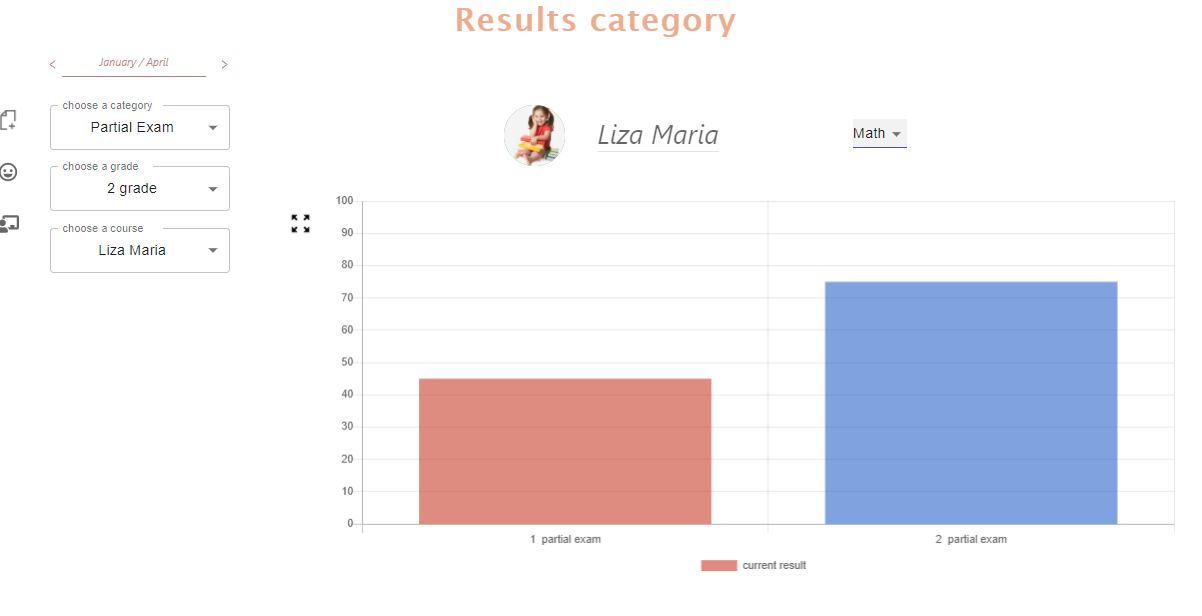 Results category
< January / April >
choose a category
Partial Exam
choose a grade
2 grade
choose a course
Liza Maria
Liza Maria
Math
100
90
80
70
60
50
40
30
20
10
0
1 partial exam
2 partial exam
current result